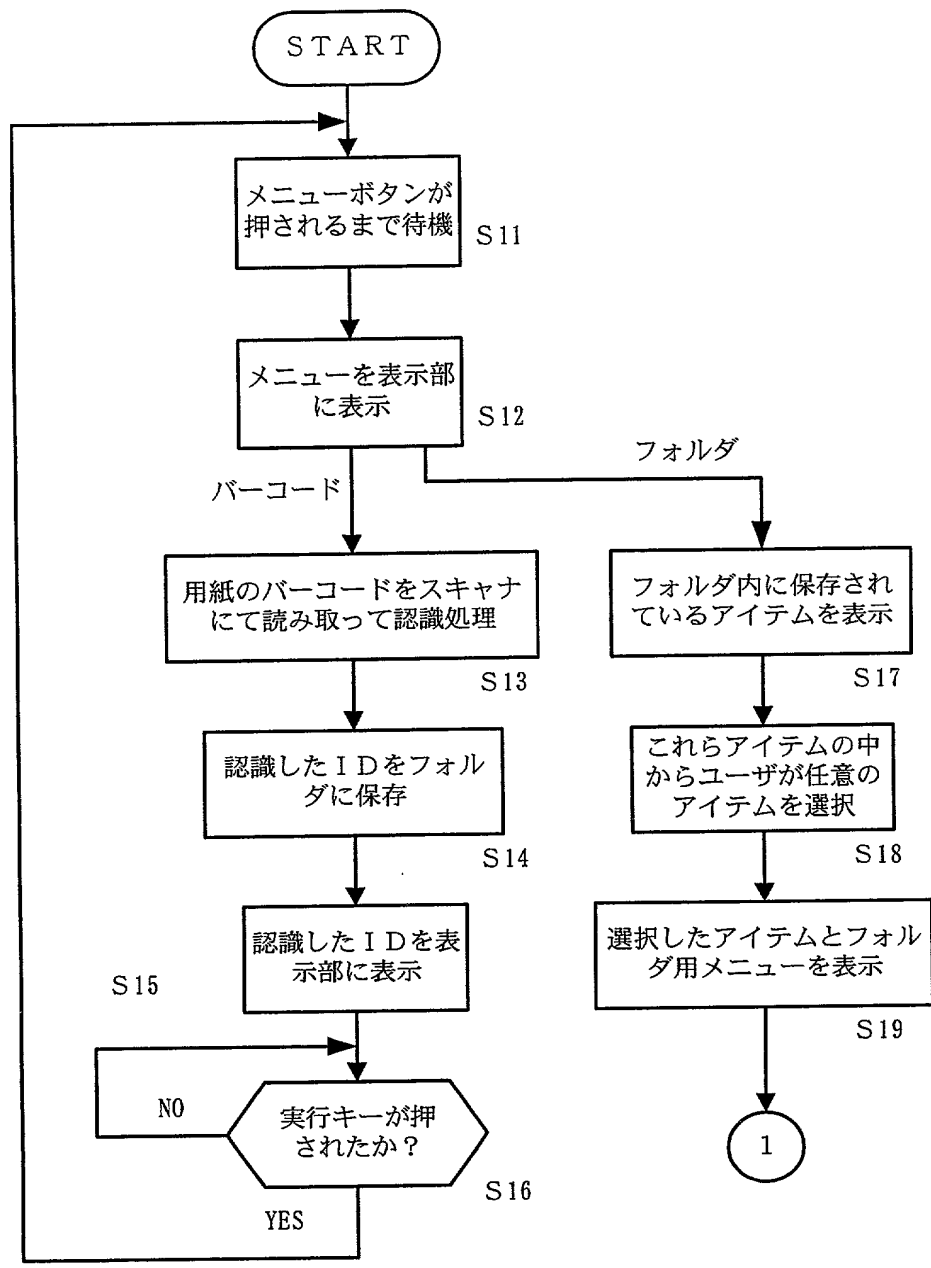 ＳＴＡＲＴ
メニューボタンが
押されるまで待機
Ｓ11
メニューを表示部
に表示
Ｓ12
フォルダ
バーコード
用紙のバーコードをスキャナ
にて読み取って認識処理
Ｓ13
フォルダ内に保存され
ているアイテムを表示
Ｓ17
認識したＩＤをフォル
ダに保存
Ｓ14
これらアイテムの中
からユーザが任意の
アイテムを選択
Ｓ18
認識したＩＤを表
示部に表示
Ｓ15
選択したアイテムとフォル
ダ用メニューを表示
Ｓ19
NO
実行キーが押
されたか？
Ｓ16
YES
１